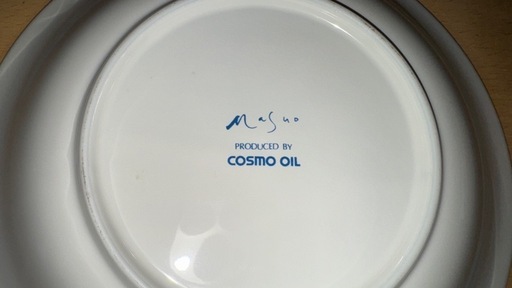 Masuo
PRODUCED BY
COSMO OIL